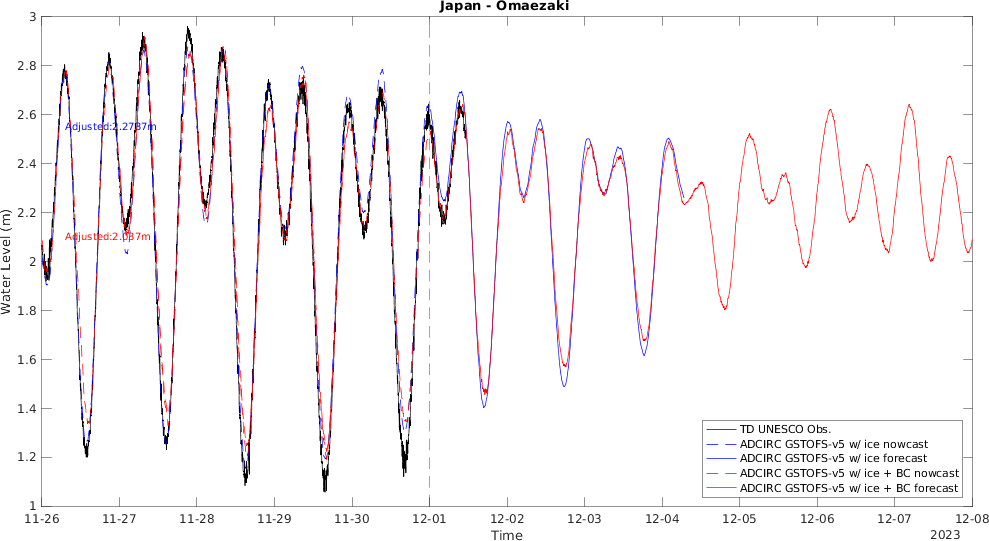 Japan - Omaezaki
3
2.8
2.6
2.4
2.2
2
1.8
1.6
1.4
1.2
1
Water Level (m)
Adjusted:2.2787m
Adjusted:2.037m
TD UNESCO Obs.
ADCIRC GSTOFS-v5 w/ ice nowcast
ADCIRC GSTOFS-v5 w/ ice forecast
ADCIRC GSTOFS-v5 w/ ice + BC nowcast
ADCIRC GSTOFS-v5 w/ ice + BC forecast
11-26 11-27 11-28 11-29 11-30 12-01 12-02 12-03 12-04 12-05 12-06 12-07 12-08
Time
2023